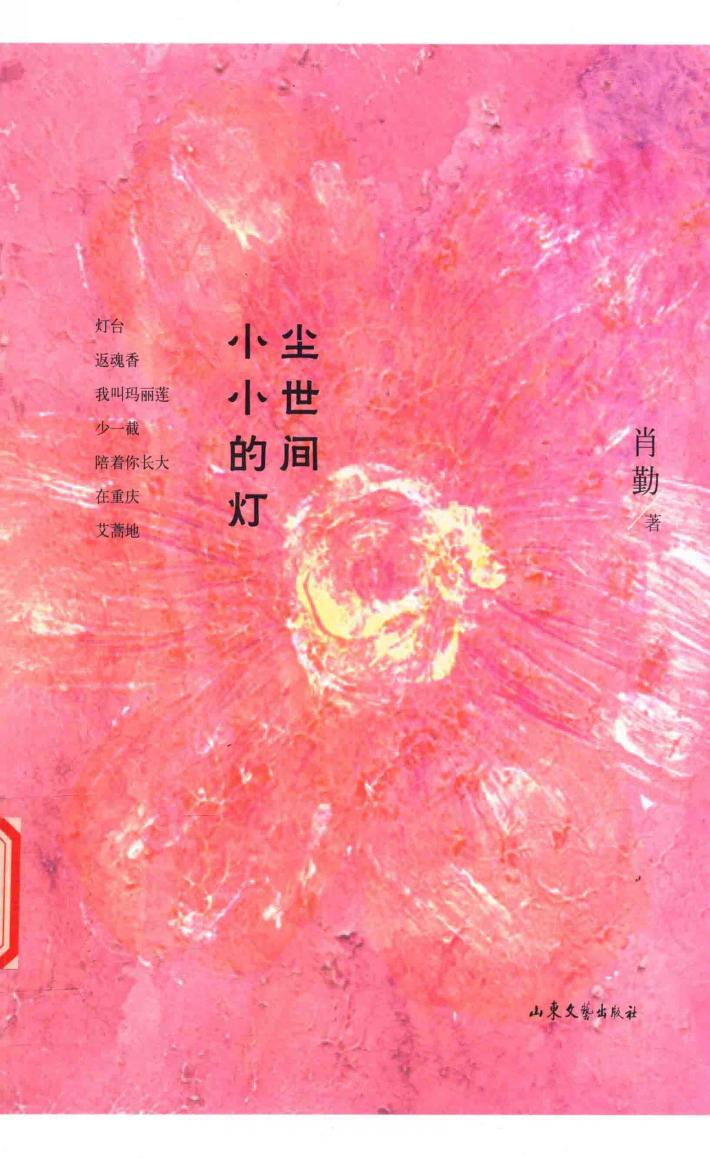 尘世间
小小的灯
灯台
返魂香
我叫玛丽莲
少一截
陪着你长大
在重庆
艾蒿地
肖勤
著
山东文艺出版社